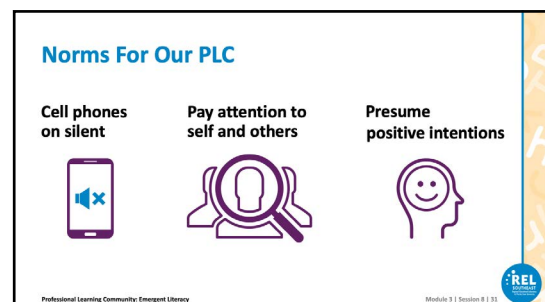 Norms For Our PLC
Cell phones
on silent
Pay attention to
self and others
Presume
positive intentions
Professional Learning Community: Emergent Literacy
Module 3 | Session 8 | 31
REL
SOUTHEAST